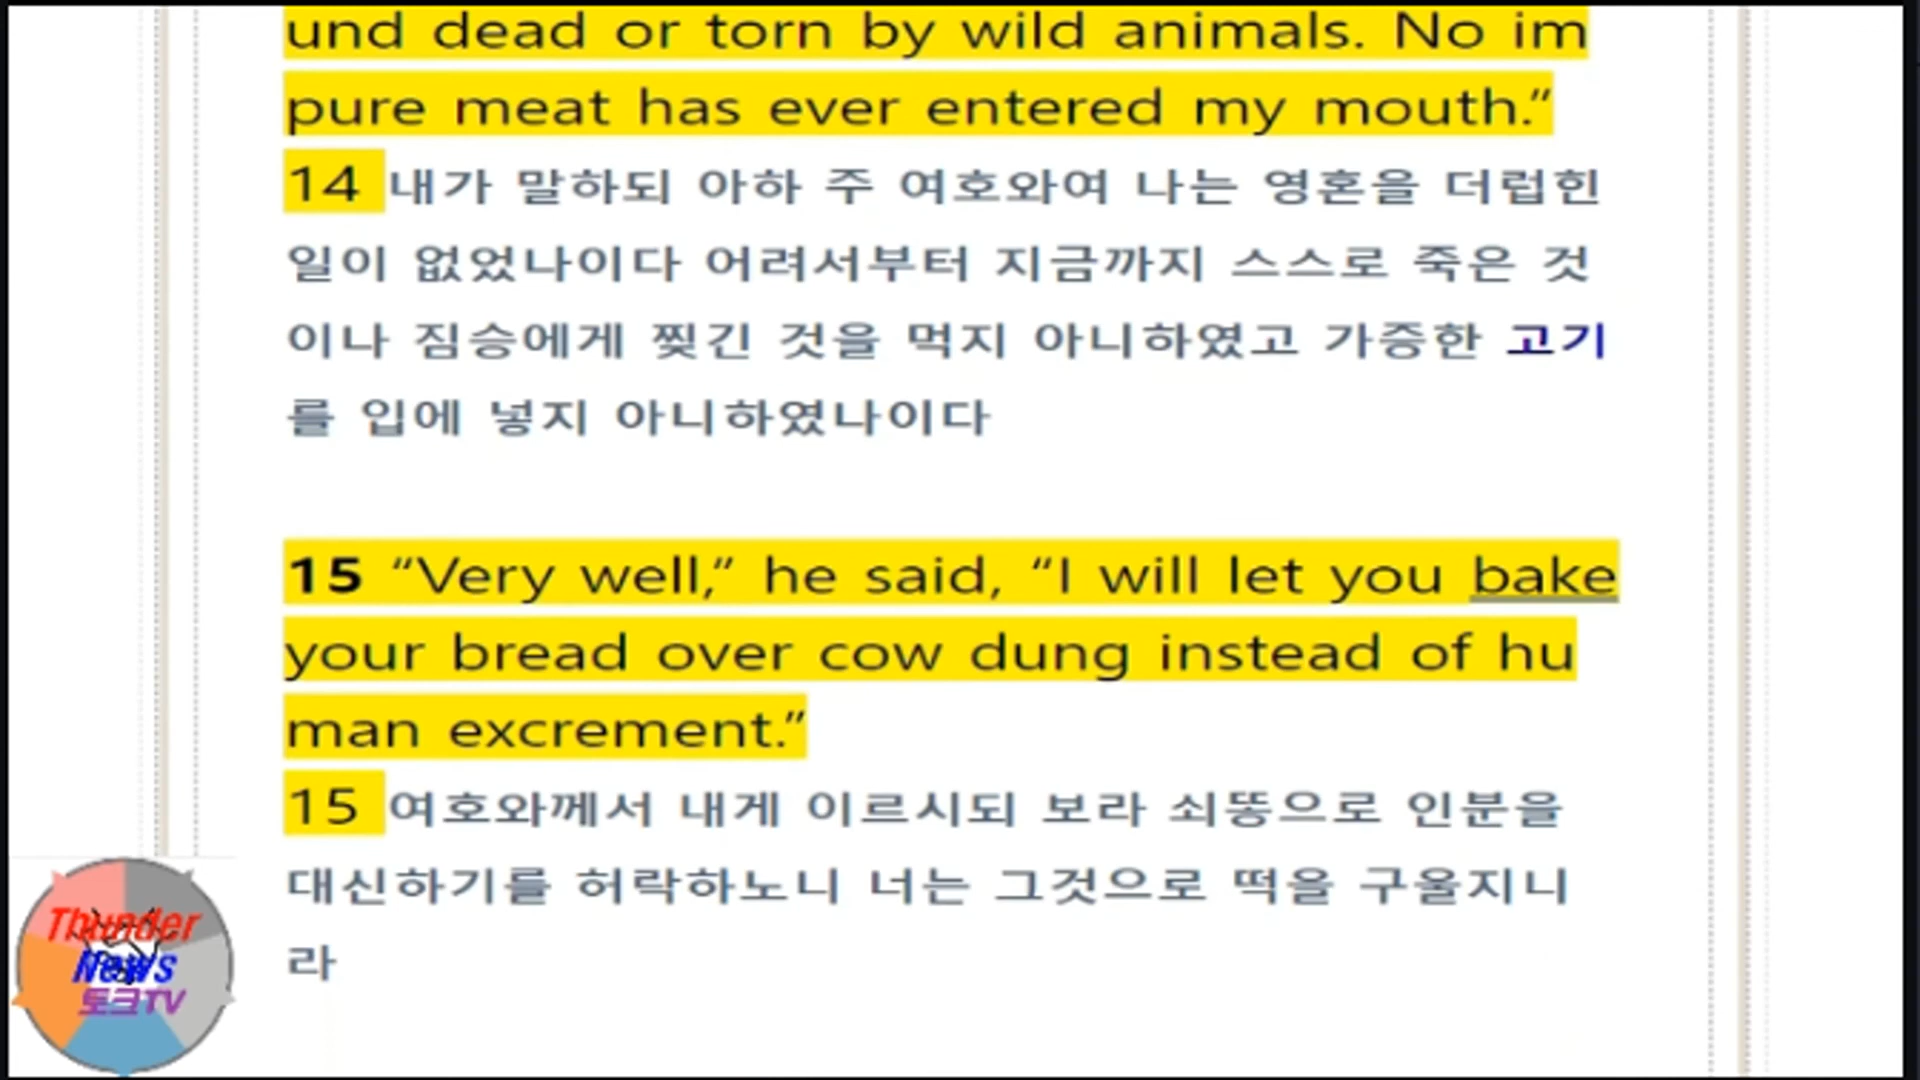 und dead or torn by wild animals. No im
pure meat has ever entered my mouth.”
14 내가 말하되 아하 주 여호와여 나는 영혼을 더럽힌
일이 없었나이다 어려서부터 지금까지 스스로 죽은 것
이나 짐승에게 찢긴 것을 먹지 아니하였고 가증한 고기
를 입에 넣지 아니하였나이다
15 “Very well,” he said, “I will let you bake
your bread over cow dung instead of hu
man excrement.”
15 여호와께서 내게 이르시되 보라 쇠똥으로 인분을
대신하기를 허락하노니 너는 그것으로 떡을 구울지니
라
Thunder
News
토크TV